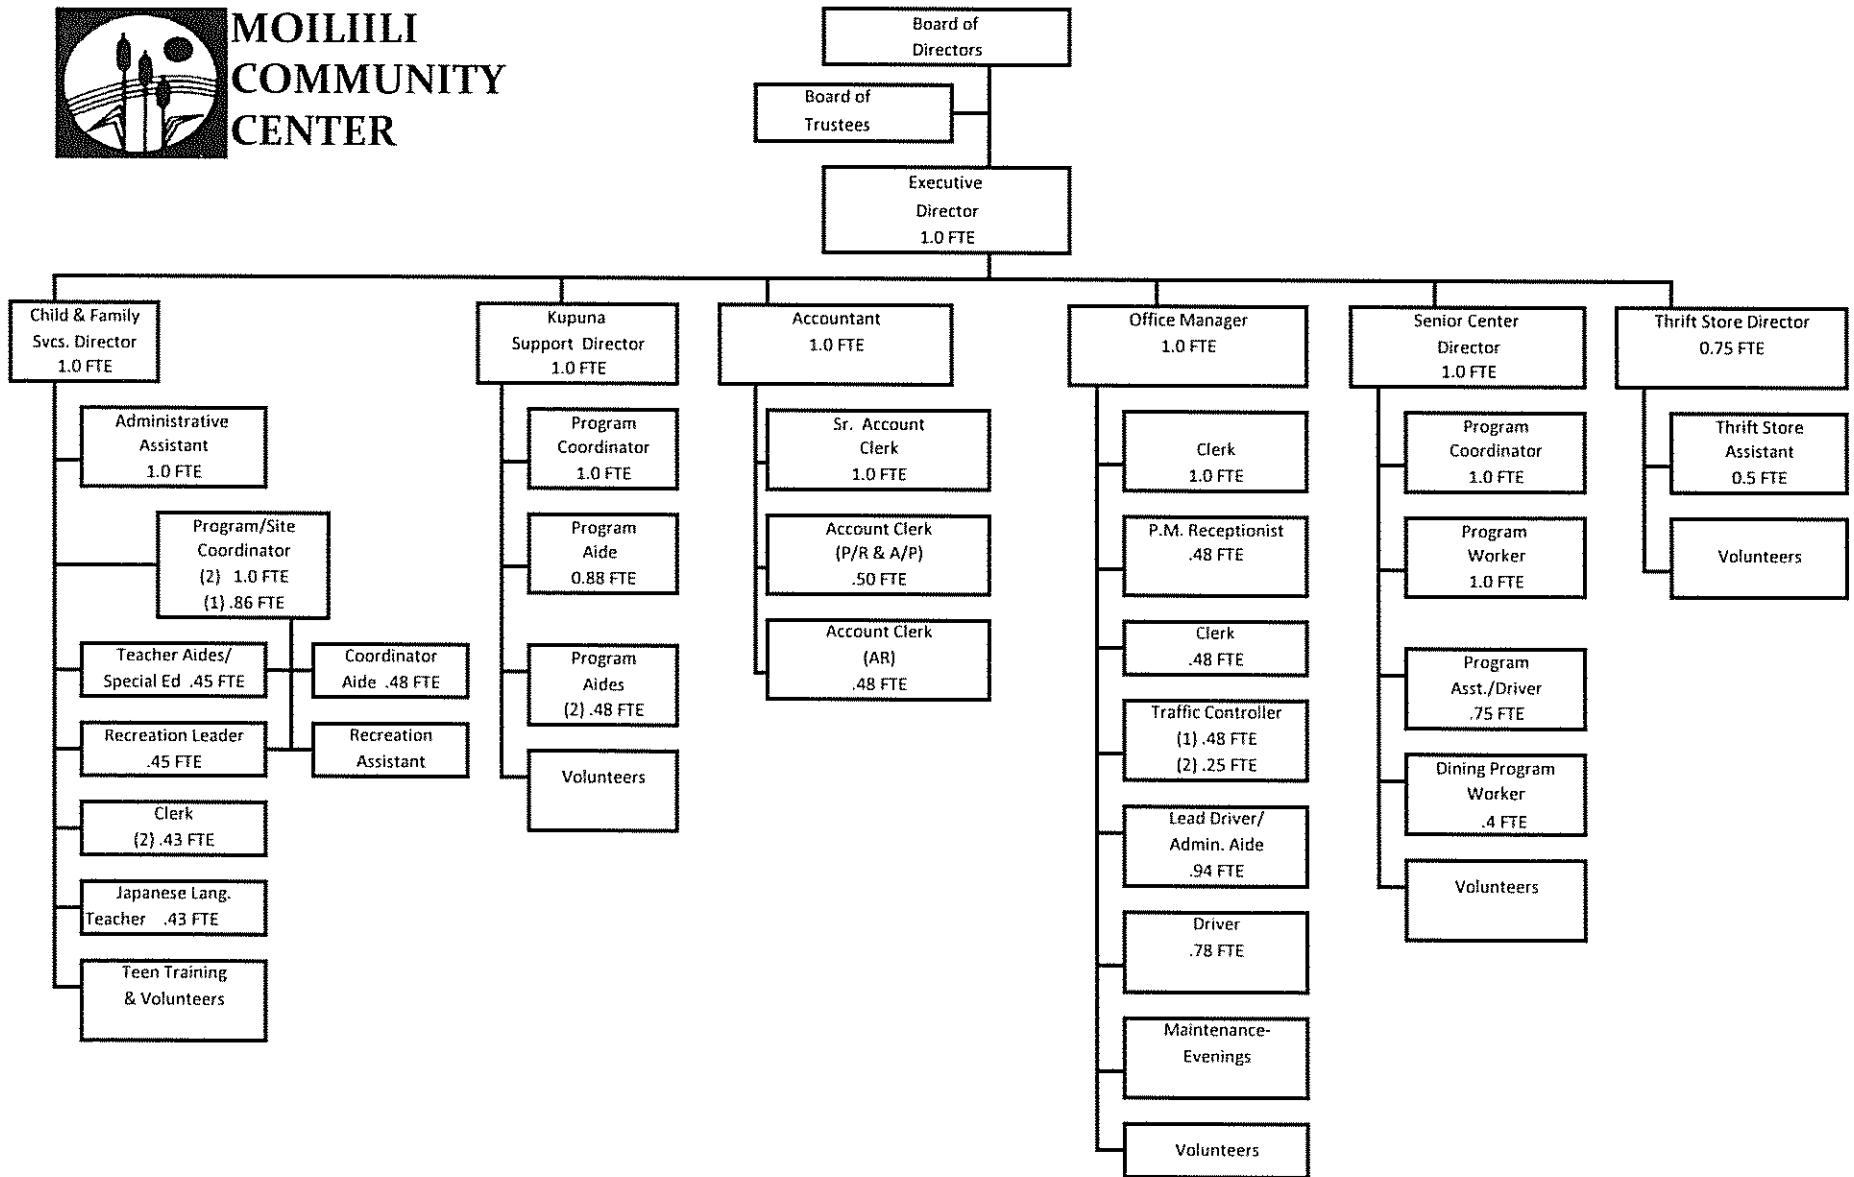 MOILIILI
COMMUNITY
CENTER
Board of
Directors
Board of
Trustees
Executive
Director
1.0 FTE
Child & Family
Svcs. Director
1.0 FTE
Administrative
Assistant
1.0 FTE
Program/Site
Coordinator
(2) 1.0 FTE
(1) .86 FTE
Teacher Aides/
Special Ed .45 FTE
Coordinator
Aide .48 FTE
Recreation Leader
.45 FTE
Recreation
Assistant
Clerk
(2) .43 FTE
Japanese Lang.
Teacher .43 FTE
Teen Training
& Volunteers
Kupuna
Support Director
1.0 FTE
Program
Coordinator
1.0 FTE
Program
Aide
0.88 FTE
Program
Aides
(2) .48 FTE
Volunteers
Accountant
1.0 FTE
Sr. Account
Clerk
1.0 FTE
Account Clerk
(P/R & A/P)
.50 FTE
Account Clerk
(AR)
.48 FTE
Office Manager
1.0 FTE
Clerk
1.0 FTE
P.M. Receptionist
.48 FTE
Clerk
.48 FTE
Traffic Controller
(1) .48 FTE
(2) .25 FTE
Lead Driver/
Admin. Aide
.94 FTE
Driver
.78 FTE
Maintenance-
Evenings
Volunteers
Senior Center
Director
1.0 FTE
Program
Coordinator
1.0 FTE
Program
Worker
1.0 FTE
Program
Asst./Driver
.75 FTE
Dining Program
Worker
.4 FTE
Volunteers
Thrift Store Director
0.75 FTE
Thrift Store
Assistant
0.5 FTE
Volunteers